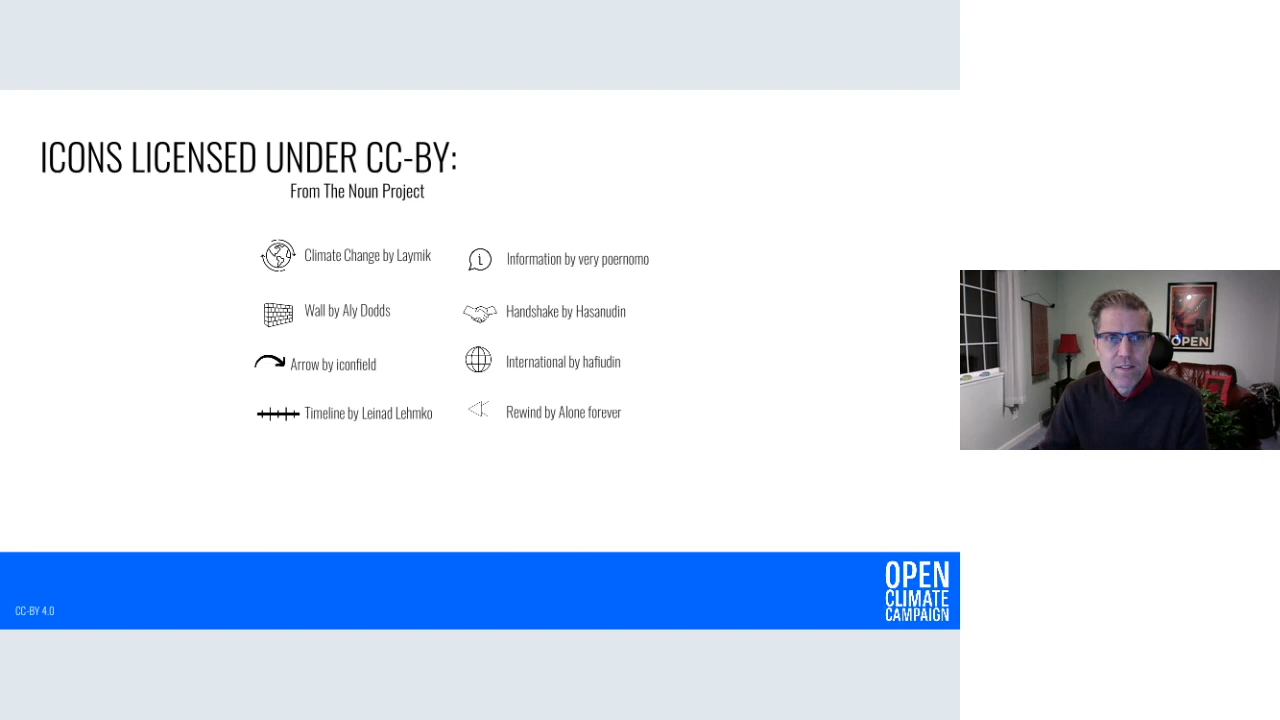 ICONS LICENSED UNDER CC-BY:
From The Noun Project
Climate Change by Laymik
Information by very poernomo
Wall by Aly Dodds
Handshake by Hasanudin
Arrow by iconfield
International by hafiudin
Timeline by Leinad Lehmko
Rewind by Alone forever
OPEN
CC-BY 4.0
OPEN
CLIMATE
CAMPAIGN